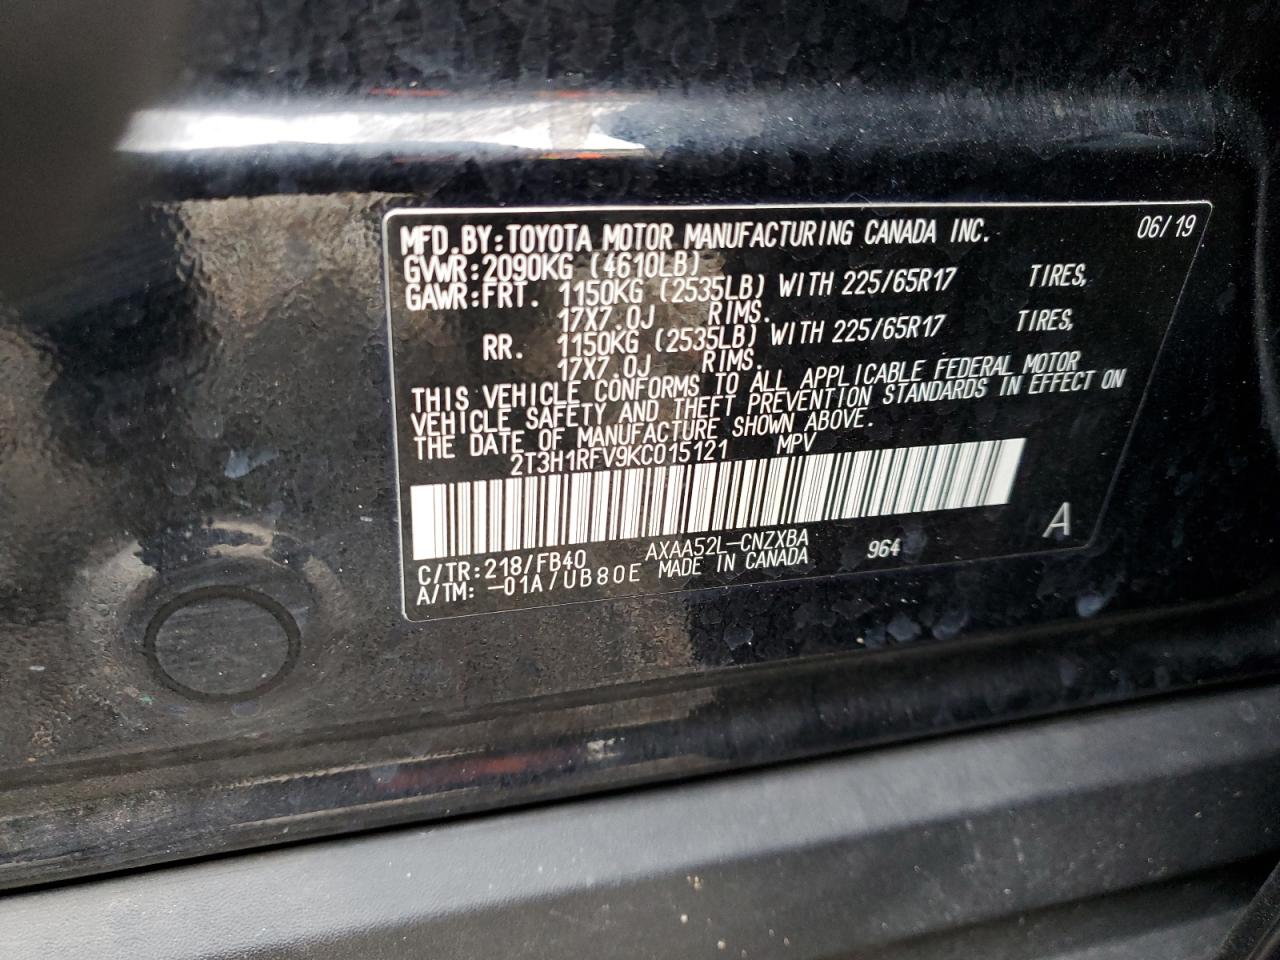 MFD.BY:TOYOTA MOTOR MANUFACTURING CANADA INC. 06/19
GVWR:2090KG (4610LB)
GAWR:FRT. 1150KG (2535LB) WITH 225/65R17 TIRES,
17X7.0J RIMS.
RR. 1150KG (2535LB) WITH 225/65R17 TIRES,
17X7.0J RIMS.
THIS VEHICLE CONFORMS TO ALL APPLICABLE FEDERAL MOTOR
VEHICLE SAFETY AND THEFT PREVENTION STANDARDS IN EFFECT ON
THE DATE OF MANUFACTURE SHOWN ABOVE.
2T3H1RFV9KC015121 MPV
C/TR:218/FB40 AXAA52L-CNZXBA 964 A
A/TM: -01A/UB80E MADE IN CANADA